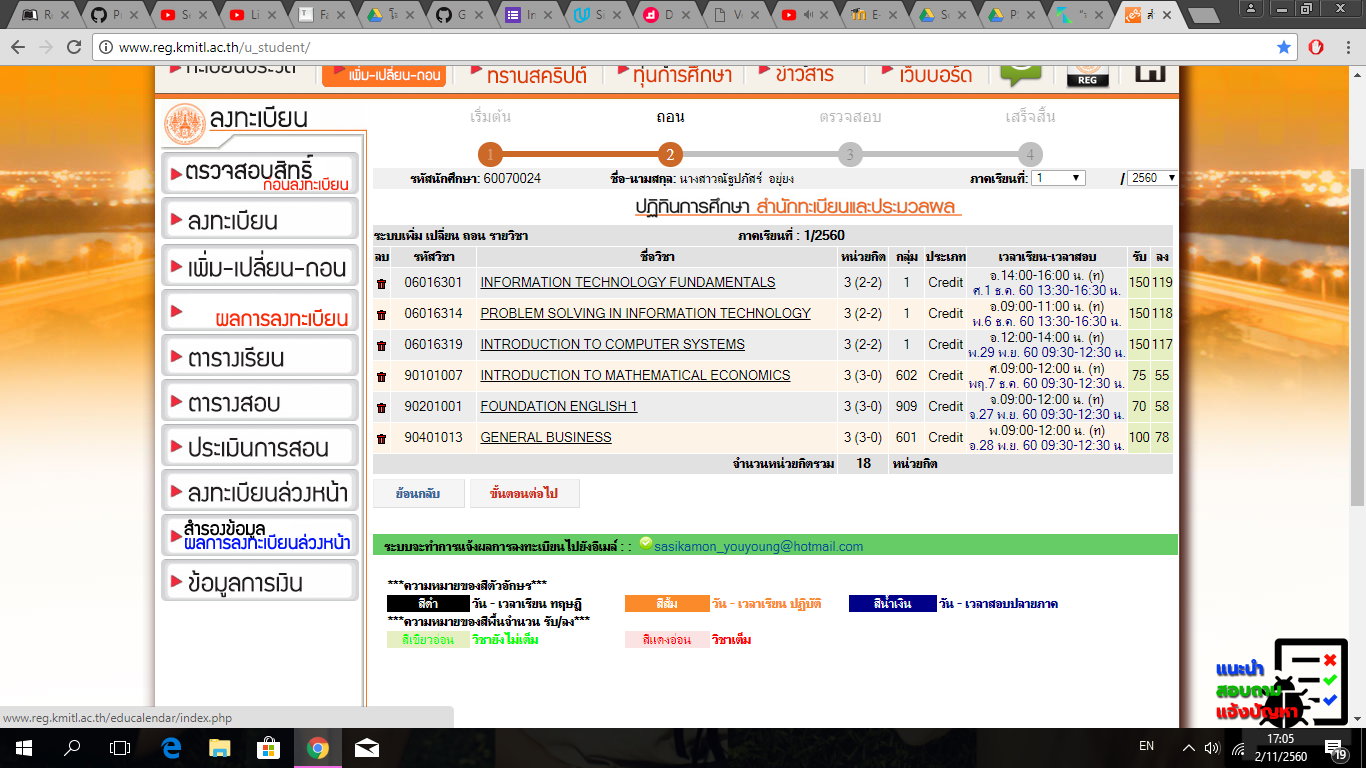 www.reg.kmitl.ac.th/u_student/
เพิ่ม-เปลี่ยน-ถอน
ทรานสคริปต์
ทุนการศึกษา
ข่าวสาร
เว็บบอร์ด
REG
ลงทะเบียน
เริ่มต้น ถอน ตรวจสอบ เสร็จสิ้น
1 2 3 4
ตรวจสอบสิทธิ์
ก่อนลงทะเบียน
ลงทะเบียน
เพิ่ม-เปลี่ยน-ถอน
ผลการลงทะเบียน
ตารางเรียน
ตารางสอบ
ประเมินการสอน
ลงทะเบียนล่วงหน้า
สำรองข้อมูล
ผลการลงทะเบียนล่วงหน้า
ข้อมูลการเงิน
รหัสนักศึกษา: 60070024 ชื่อ-นามสกุล: นางสาวณัฐปภัสร์ อยู่ยง ภาคเรียนที่: 1 / 2560
ปฏิทินการศึกษา สำนักทะเบียนและประมวลผล
ระบบเพิ่ม เปลี่ยน ถอน รายวิชา ภาคเรียนที่ : 1/2560
ลบ รหัสวิชา ชื่อวิชา หน่วยกิต กลุ่ม ประเภท เวลาเรียน-เวลาสอบ รับ ลง
06016301 INFORMATION TECHNOLOGY FUNDAMENTALS 3 (2-2) 1 Credit อ.14:00-16:00 น. (ท) 150 119
ศ.1 ธ.ค. 60 13:30-16:30 น.
06016314 PROBLEM SOLVING IN INFORMATION TECHNOLOGY 3 (2-2) 1 Credit อ.09:00-11:00 น. (ท) 150 118
พ.6 ธ.ค. 60 13:30-16:30 น.
06016319 INTRODUCTION TO COMPUTER SYSTEMS 3 (2-2) 1 Credit อ.12:00-14:00 น. (ท) 150 117
พ.29 พ.ย. 60 09:30-12:30 น.
90101007 INTRODUCTION TO MATHEMATICAL ECONOMICS 3 (3-0) 602 Credit ศ.09:00-12:00 น. (ท) 75 55
พฤ.7 ธ.ค. 60 09:30-12:30 น.
90201001 FOUNDATION ENGLISH 1 3 (3-0) 909 Credit จ.09:00-12:00 น. (ท) 70 58
จ.27 พ.ย. 60 09:30-12:30 น.
90401013 GENERAL BUSINESS 3 (3-0) 601 Credit พ.09:00-12:00 น. (ท) 100 78
อ.28 พ.ย. 60 09:30-12:30 น.
จำนวนหน่วยกิตรวม 18 หน่วยกิต
ย้อนกลับ ขั้นตอนต่อไป
ระบบจะทำการแจ้งผลการลงทะเบียนไปยังอีเมล์ : : sasikamon_youyoung@hotmail.com
***ความหมายของสีตัวอักษร***
สีดำ วัน - เวลาเรียน ทฤษฎี สีส้ม วัน - เวลาเรียน ปฏิบัติ สีน้ำเงิน วัน - เวลาสอบปลายภาค
***ความหมายของสีพื้นจำนวน รับ/ลง***
สีเขียวอ่อน วิชายังไม่เต็ม สีแดงอ่อน วิชาเต็ม
แนะนำ
สอบถาม
แจ้งปัญหา
www.reg.kmitl.ac.th/educalendar/index.php
EN
17:05
2/11/2560
19